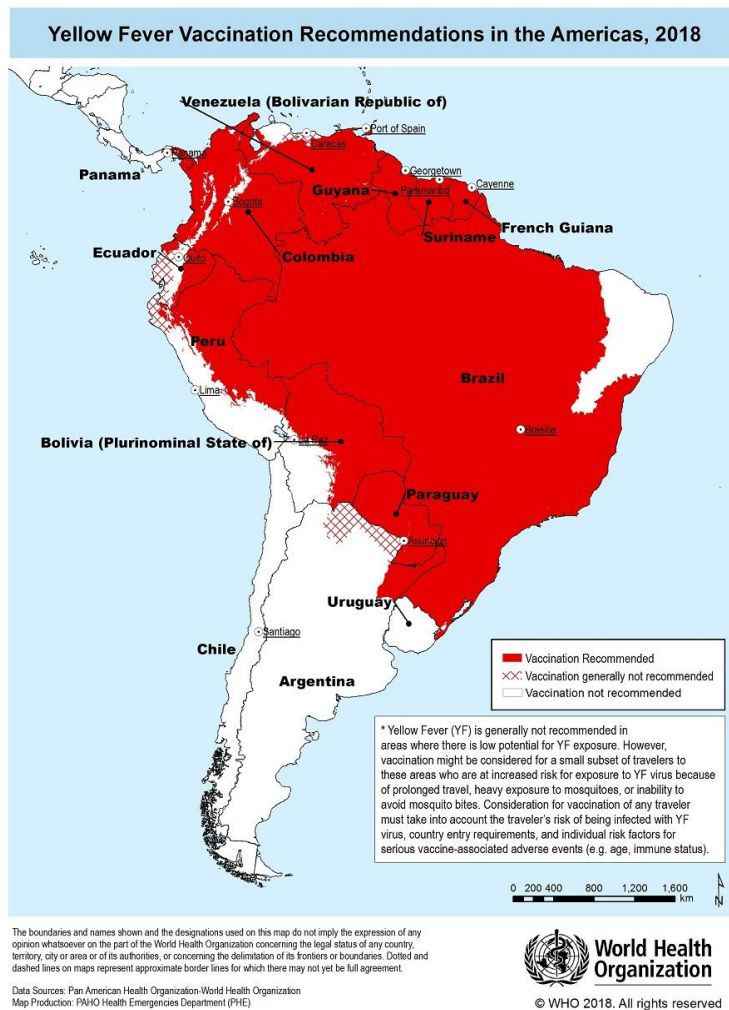 Yellow Fever Vaccination Recommendations in the Americas, 2018
Venezuela (Bolivarian Republic of)
Port of Spain
Caracas
Panama
Panama
Georgetown
Guyana
Paramaribo
Cayenne
Bogota
French Guiana
Suriname
Ecuador
Quito
Colombia
Peru
Brazil
Lima
Brasilia
Bolivia (Plurinominal State of)
La Paz
Paraguay
Asuncion
Uruguay
Santiago
Chile
Argentina
Vaccination Recommended
Vaccination generally not recommended
Vaccination not recommended
* Yellow Fever (YF) is generally not recommended in
areas where there is low potential for YF exposure. However,
vaccination might be considered for a small subset of travelers to
these areas who are at increased risk for exposure to YF virus because
of prolonged travel, heavy exposure to mosquitoes, or inability to
avoid mosquito bites. Consideration for vaccination of any traveler
must take into account the traveler's risk of being infected with YF
virus, country entry requirements, and individual risk factors for
serious vaccine-associated adverse events (e.g. age, immune status).
0 200 400 800 1,200 1,600
km
N
The boundaries and names shown and the designations used on this map do not imply the expression of any
opinion whatsoever on the part of the World Health Organization concerning the legal status of any country,
territory, city or area or of its authorities, or concerning the delimitation of its frontiers or boundaries. Dotted and
dashed lines on maps represent approximate border lines for which there may not yet be full agreement.
Data Sources: Pan American Health Organization-World Health Organization
Map Production: PAHO Health Emergencies Department (PHE)
World Health
Organization
© WHO 2018. All rights reserved